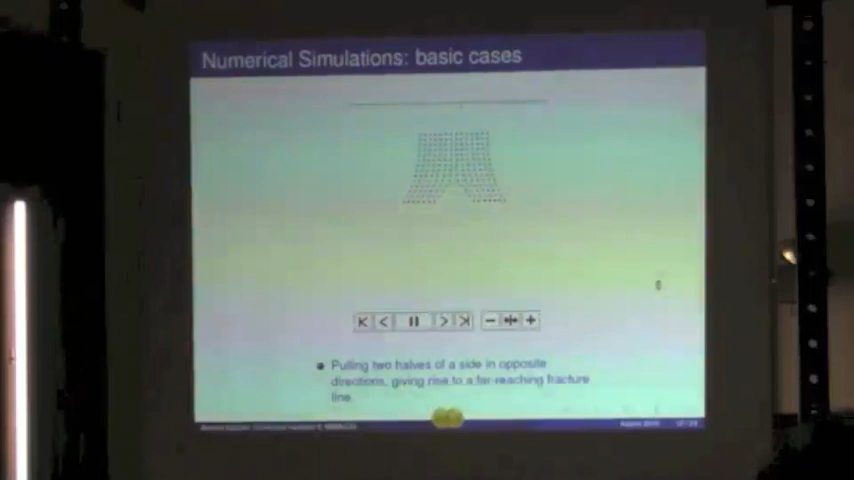 Numerical Simulations: basic cases
Pulling two halves of a side in opposite
directions, giving rise to a far-reaching fracture
line.